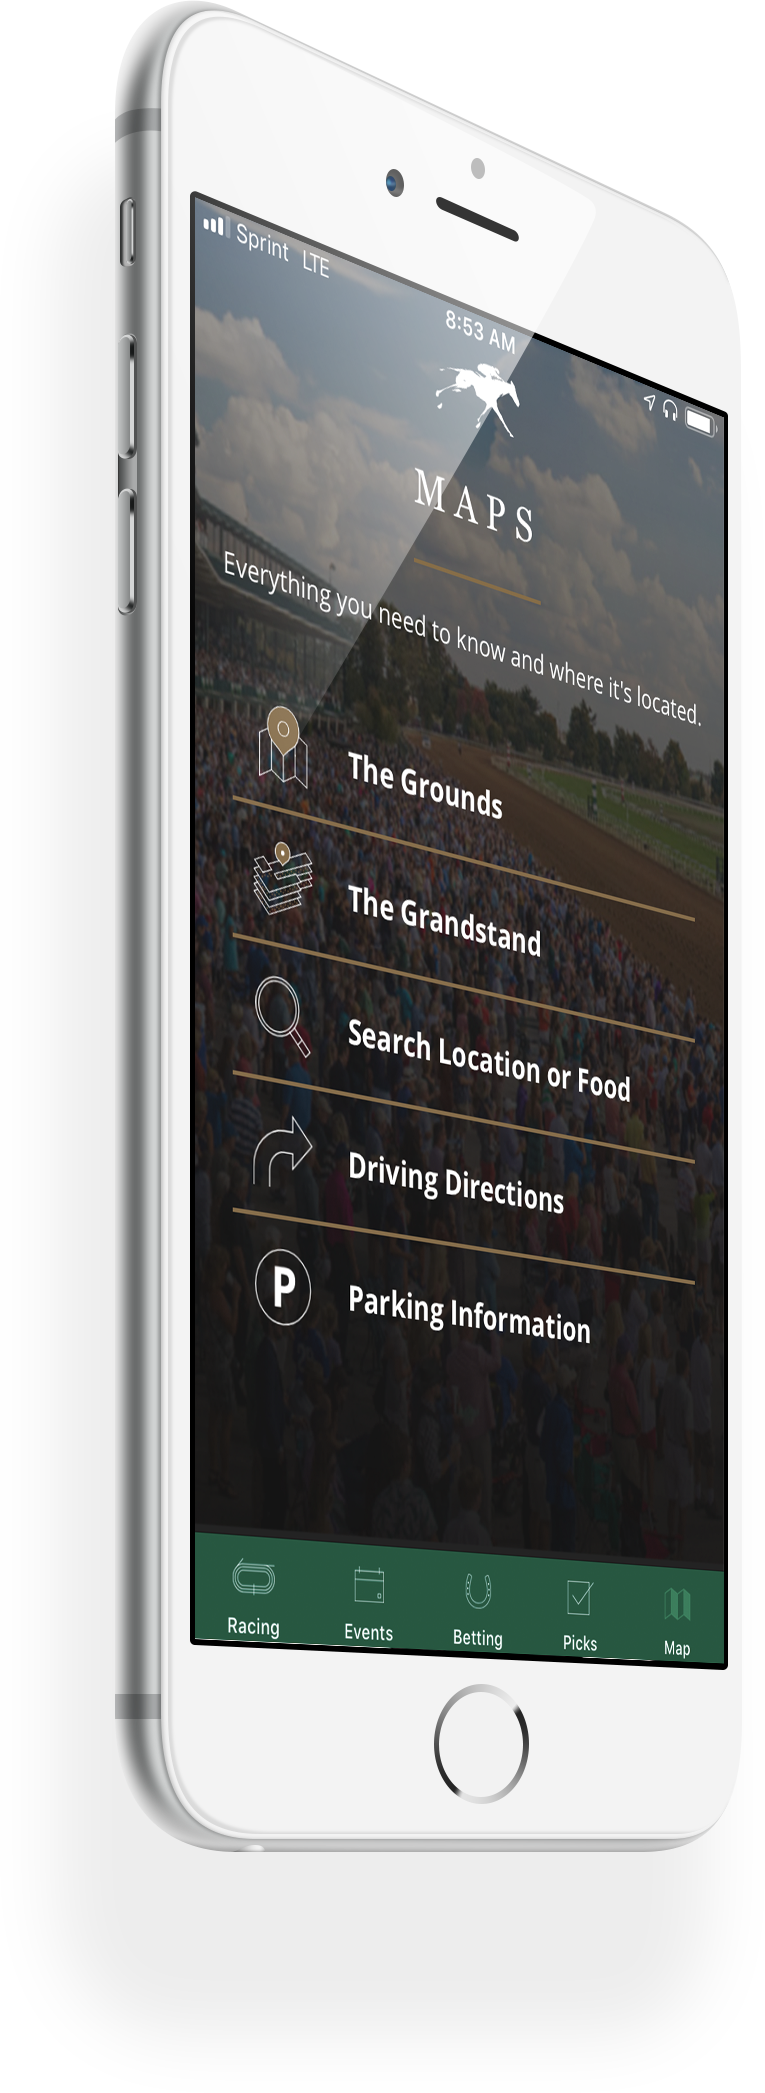 Sprint LTE
8:53 AM
MAPS
Everything you need to know and where it's located.
The Grounds
The Grandstand
Search Location or Food
Driving Directions
P
Parking Information
Racing
Events
Betting
Picks
Map